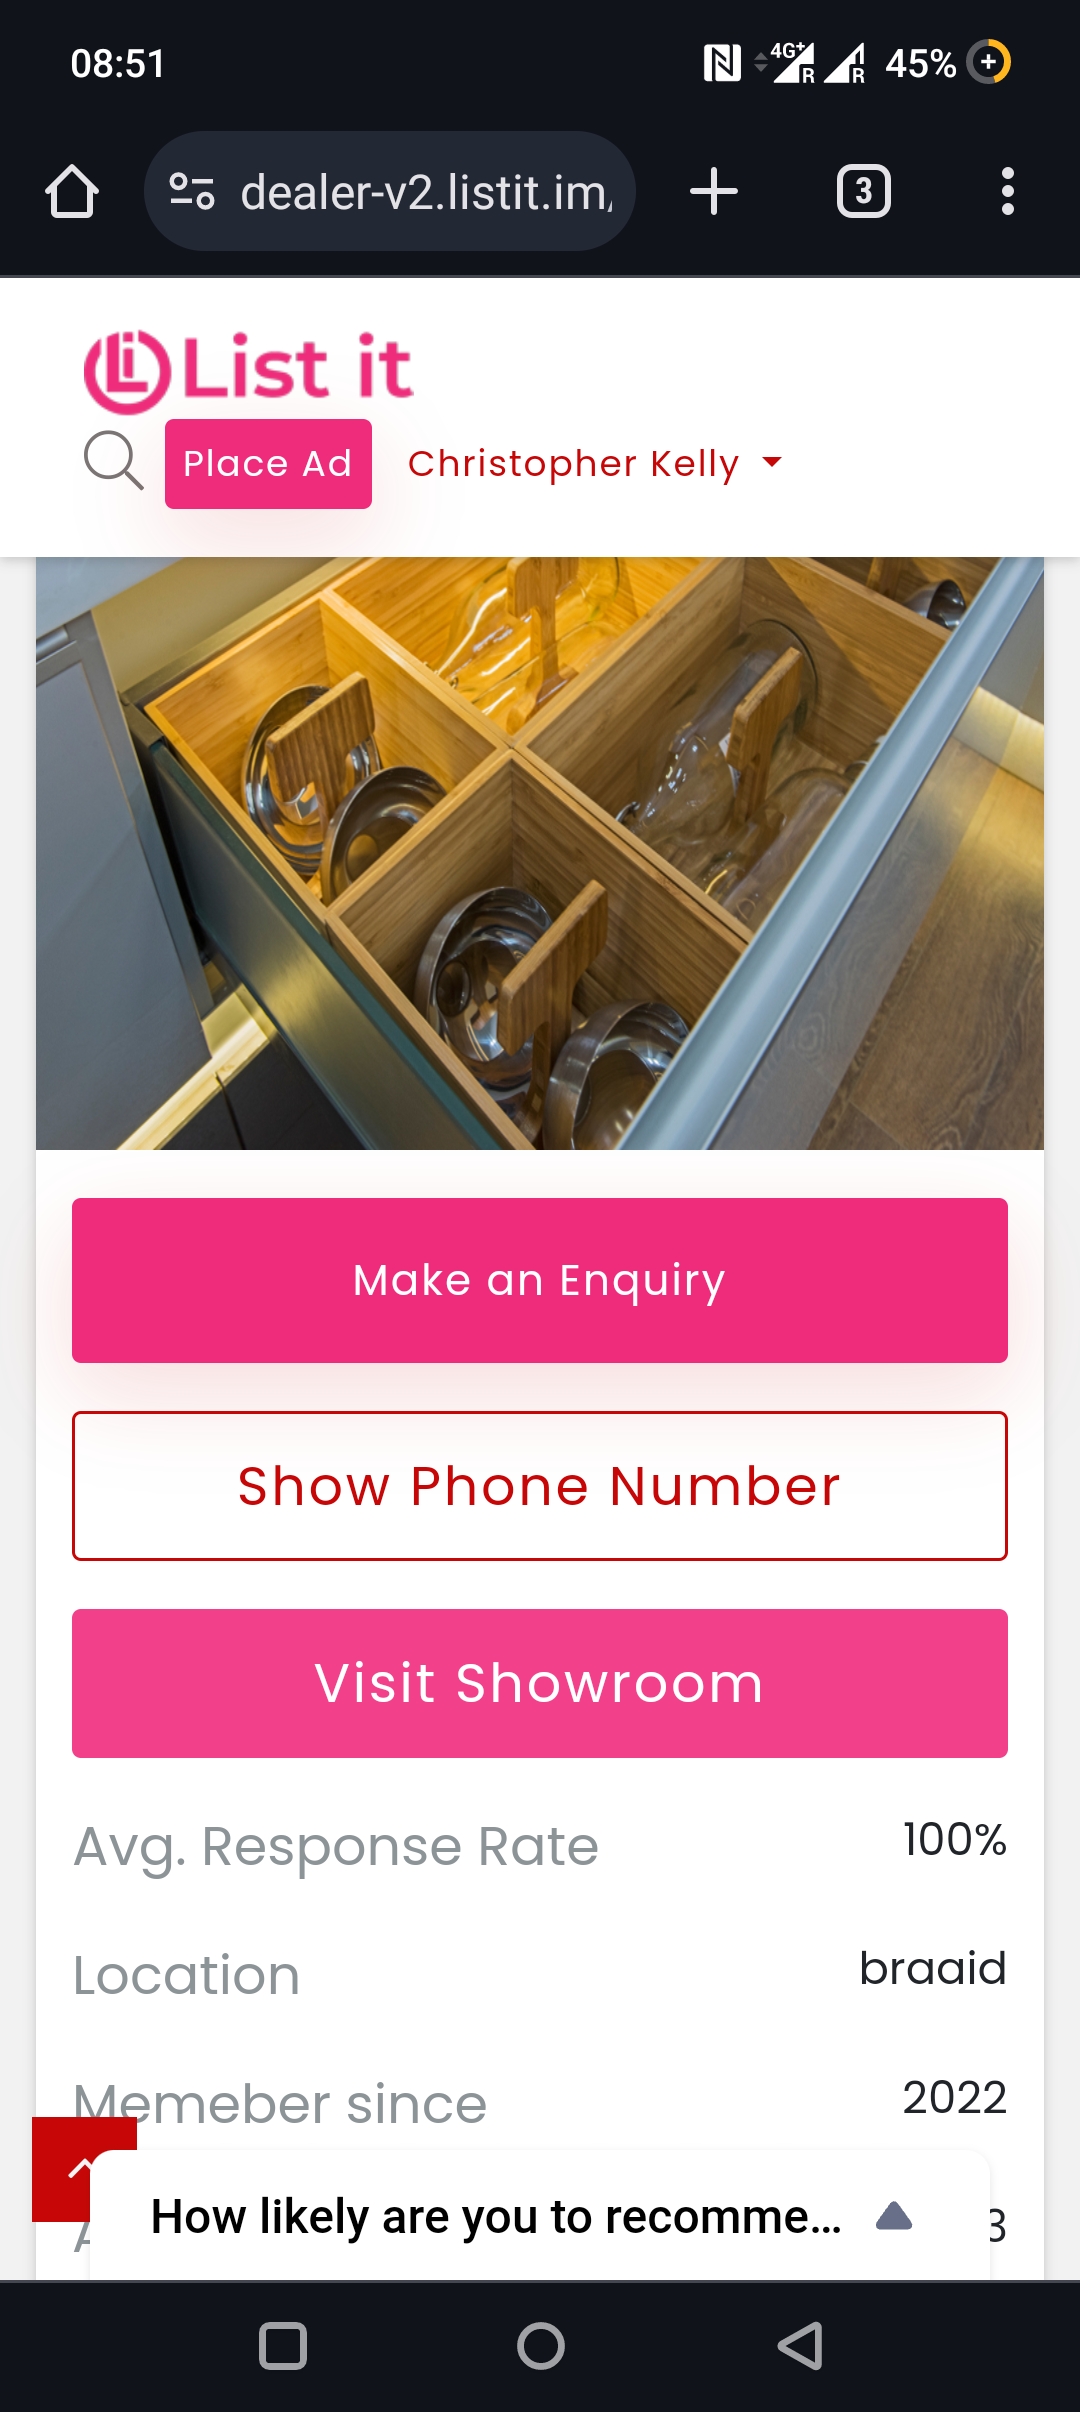 08:51
4G+
R
R
45%
dealer-v2.listit.im
3
List it
Place Ad
Christopher Kelly
Make an Enquiry
Show Phone Number
Visit Showroom
Avg. Response Rate
100%
Location
braaid
Memeber since
2022
How likely are you to recomme...
3